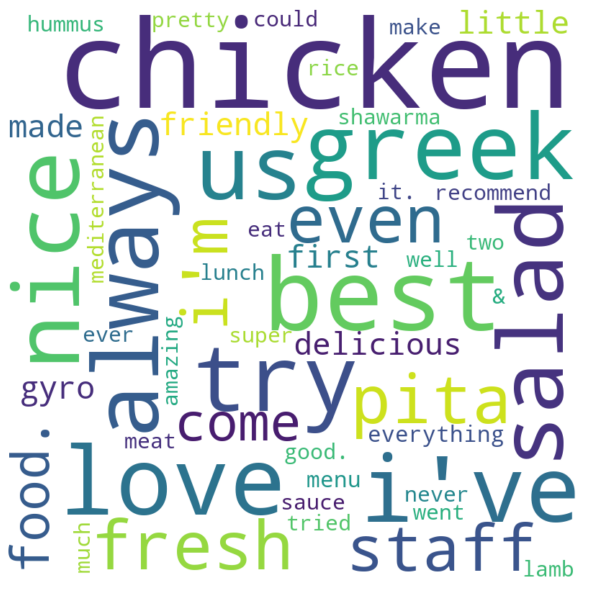 hummus
pretty
could
make
little
chicken
rice
made
mediterranean
always
friendly
shawarma
us
greek
nice
it.
recommend
salad
i'm
eat
even
first
two
lunch
well
best
&
ever
amazing
super
delicious
try
gyro
pita
come
meat
everything
food.
love
good.
i've
menu
never
sauce
went
tried
much
fresh
staff
lamb